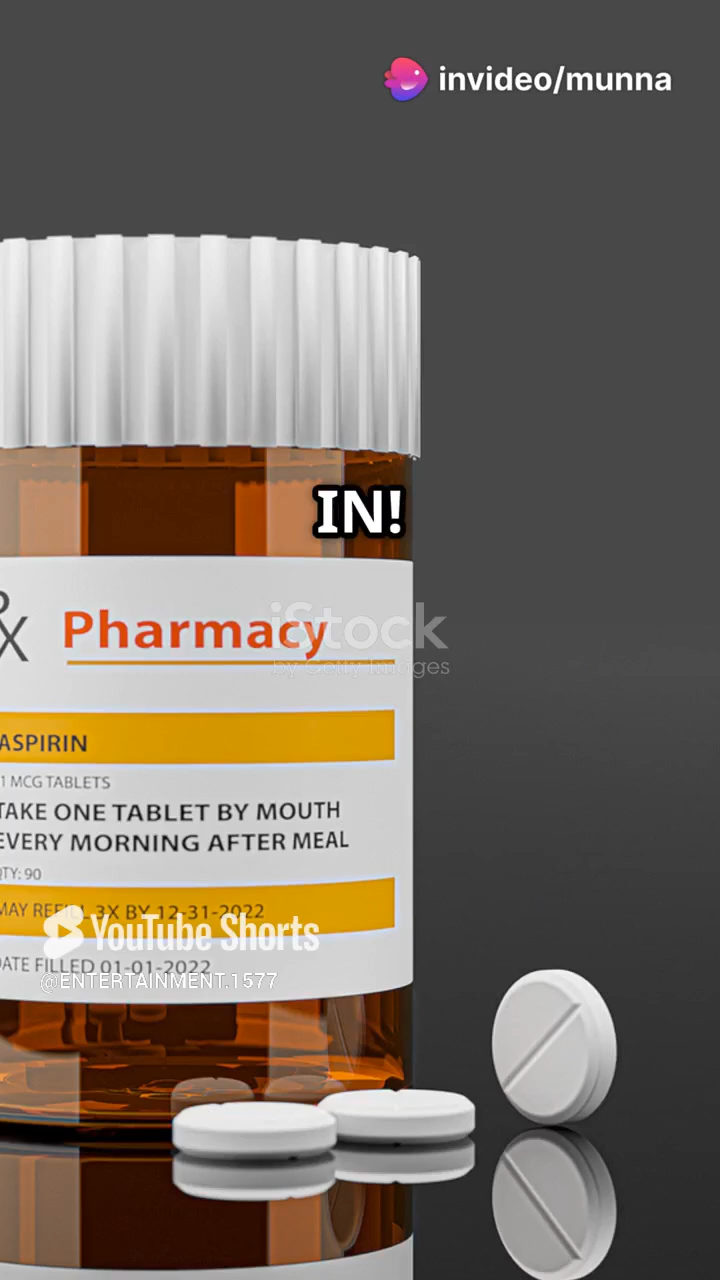 invideo/munna
IN!
℞
Pharmacy
iStock
by Getty Images
ASPIRIN
1 MCG TABLETS
TAKE ONE TABLET BY MOUTH
EVERY MORNING AFTER MEAL
QTY: 90
MAY REFILL 3X BY 12-31-2022
YouTube Shorts
DATE FILLED 01-01-2022
@ENTERTAINMENT.1577